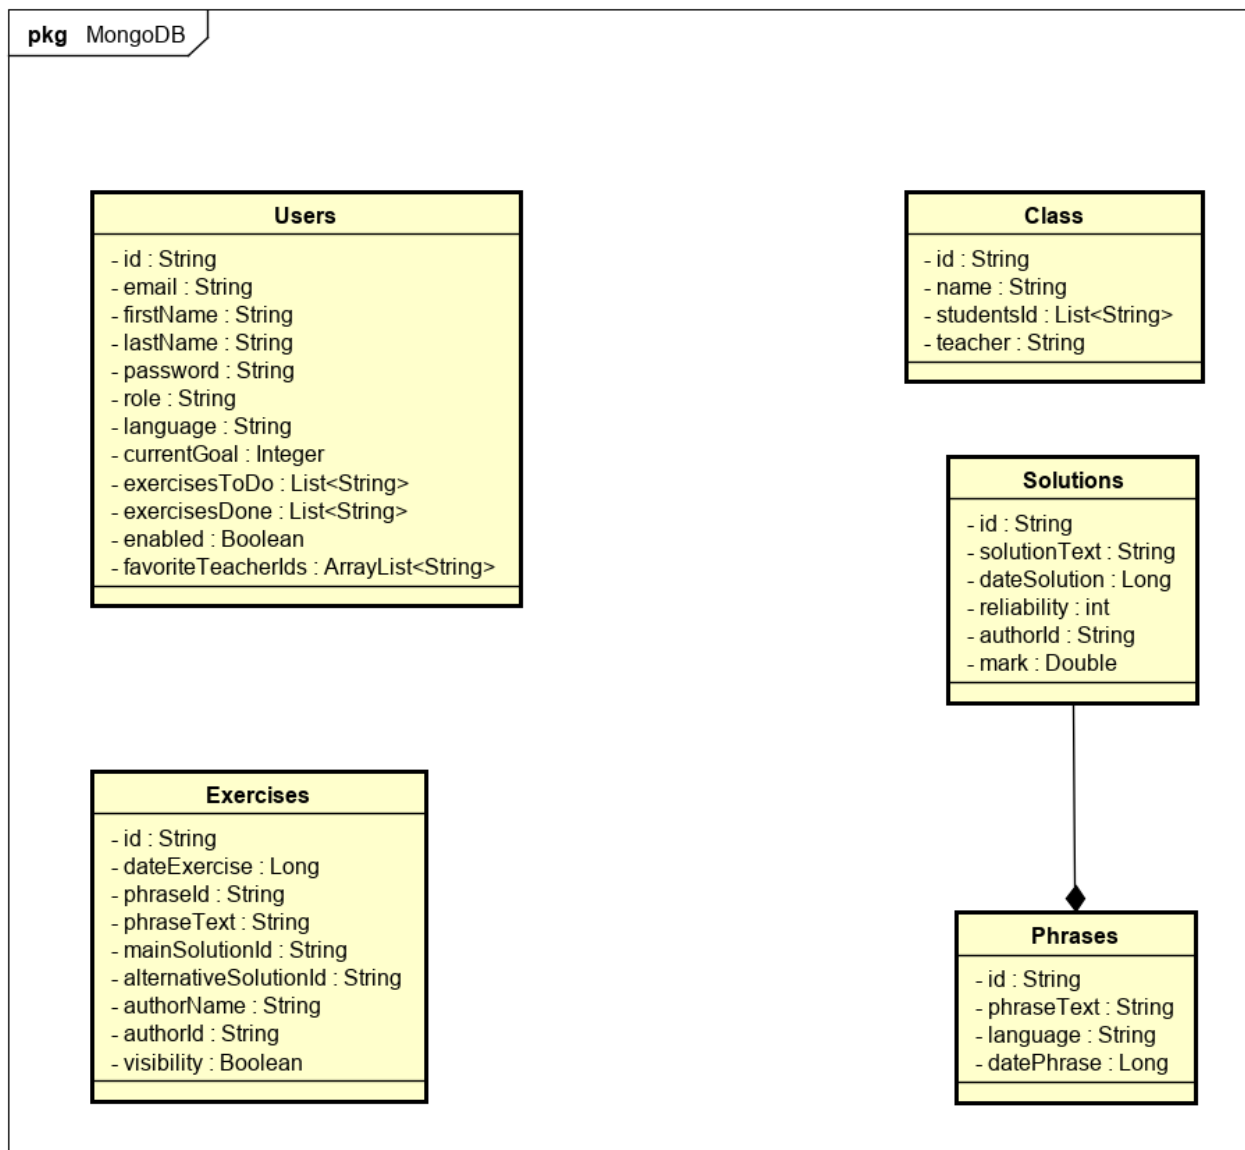 pkg MongoDB
Users
- id : String
- email : String
- firstName : String
- lastName : String
- password : String
- role : String
- language : String
- currentGoal : Integer
- exercisesToDo : List<String>
- exercisesDone : List<String>
- enabled : Boolean
- favoriteTeacherIds : ArrayList<String>
Class
- id : String
- name : String
- studentsId : List<String>
- teacher : String
Solutions
- id : String
- solutionText : String
- dateSolution : Long
- reliability : int
- authorId : String
- mark : Double
Exercises
- id : String
- dateExercise : Long
- phraseId : String
- phraseText : String
- mainSolutionId : String
- alternativeSolutionId : String
- authorName : String
- authorId : String
- visibility : Boolean
Phrases
- id : String
- phraseText : String
- language : String
- datePhrase : Long